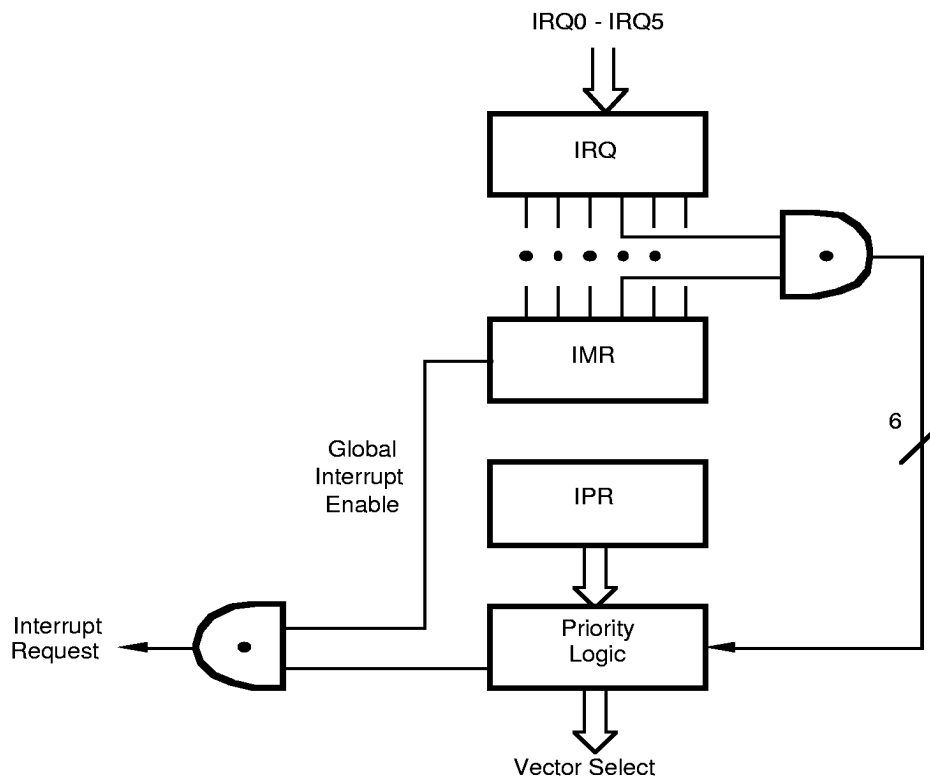 IRQ0 - IRQ5
IRQ
IMR
6
Global
Interrupt
Enable
IPR
Interrupt
Request
Priority
Logic
Vector Select